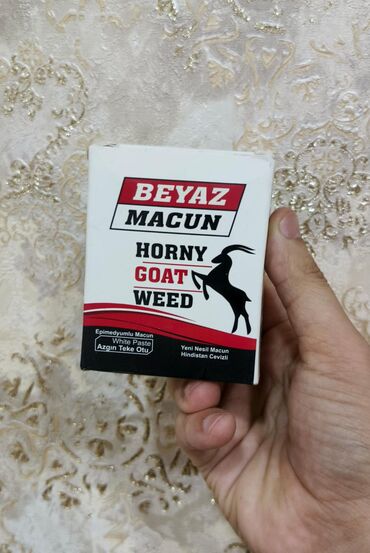 BEYAZ
MACUN
HORNY
GOAT
WEED
Epimedyumlu Macun
White Paste
Azgın Teke Otu
Yeni Nesil Macun
Hindistan Cevizli